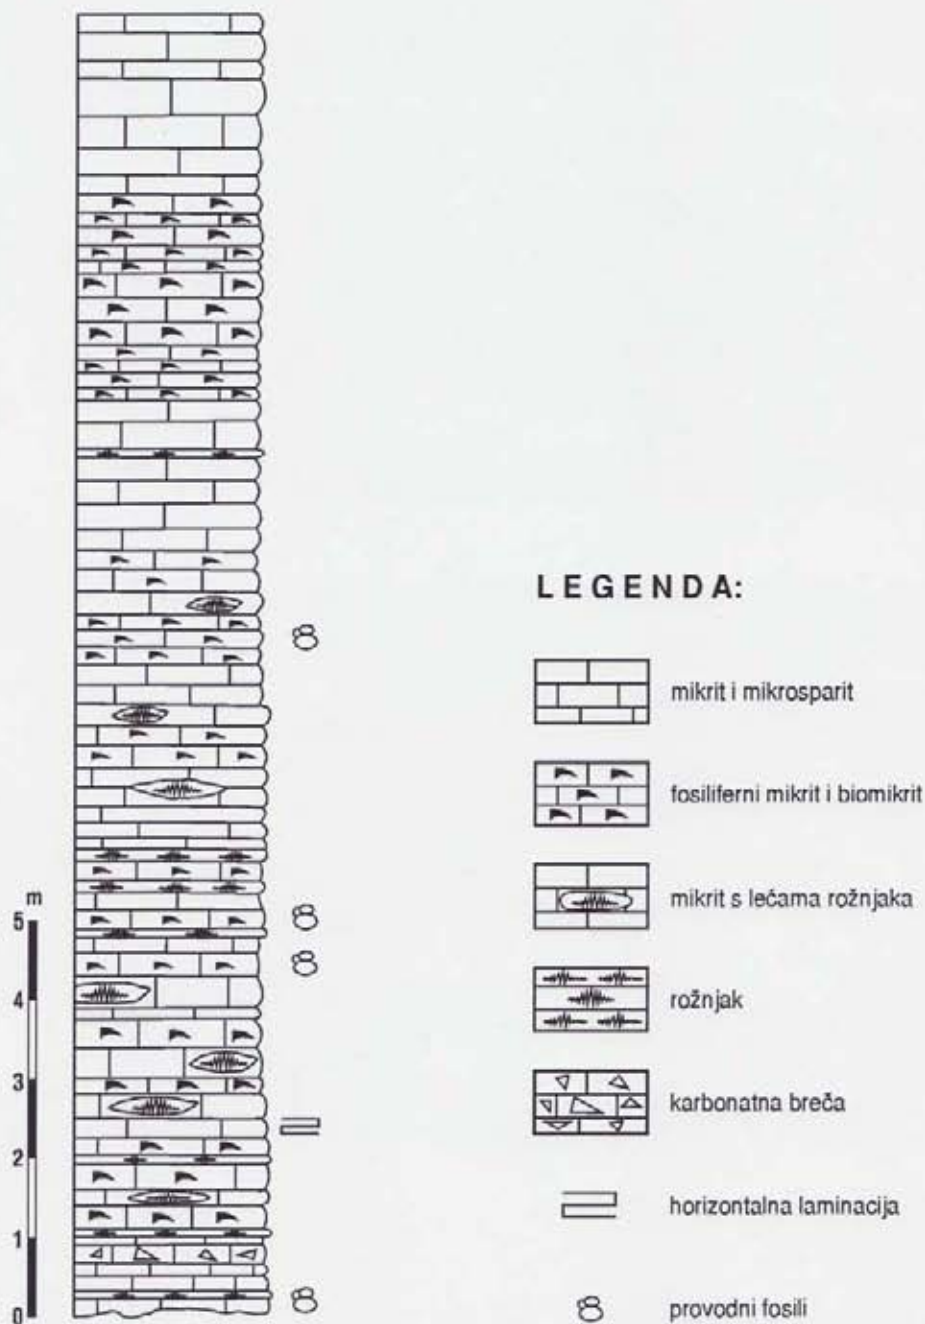 m
5
4
3
2
1
0
LEGENDA:
mikrit i mikrosparit
fosiliferni mikrit i biomikrit
mikrit s lećama rožnjaka
rožnjak
karbonatna breča
horizontalna laminacija
provodni fosili